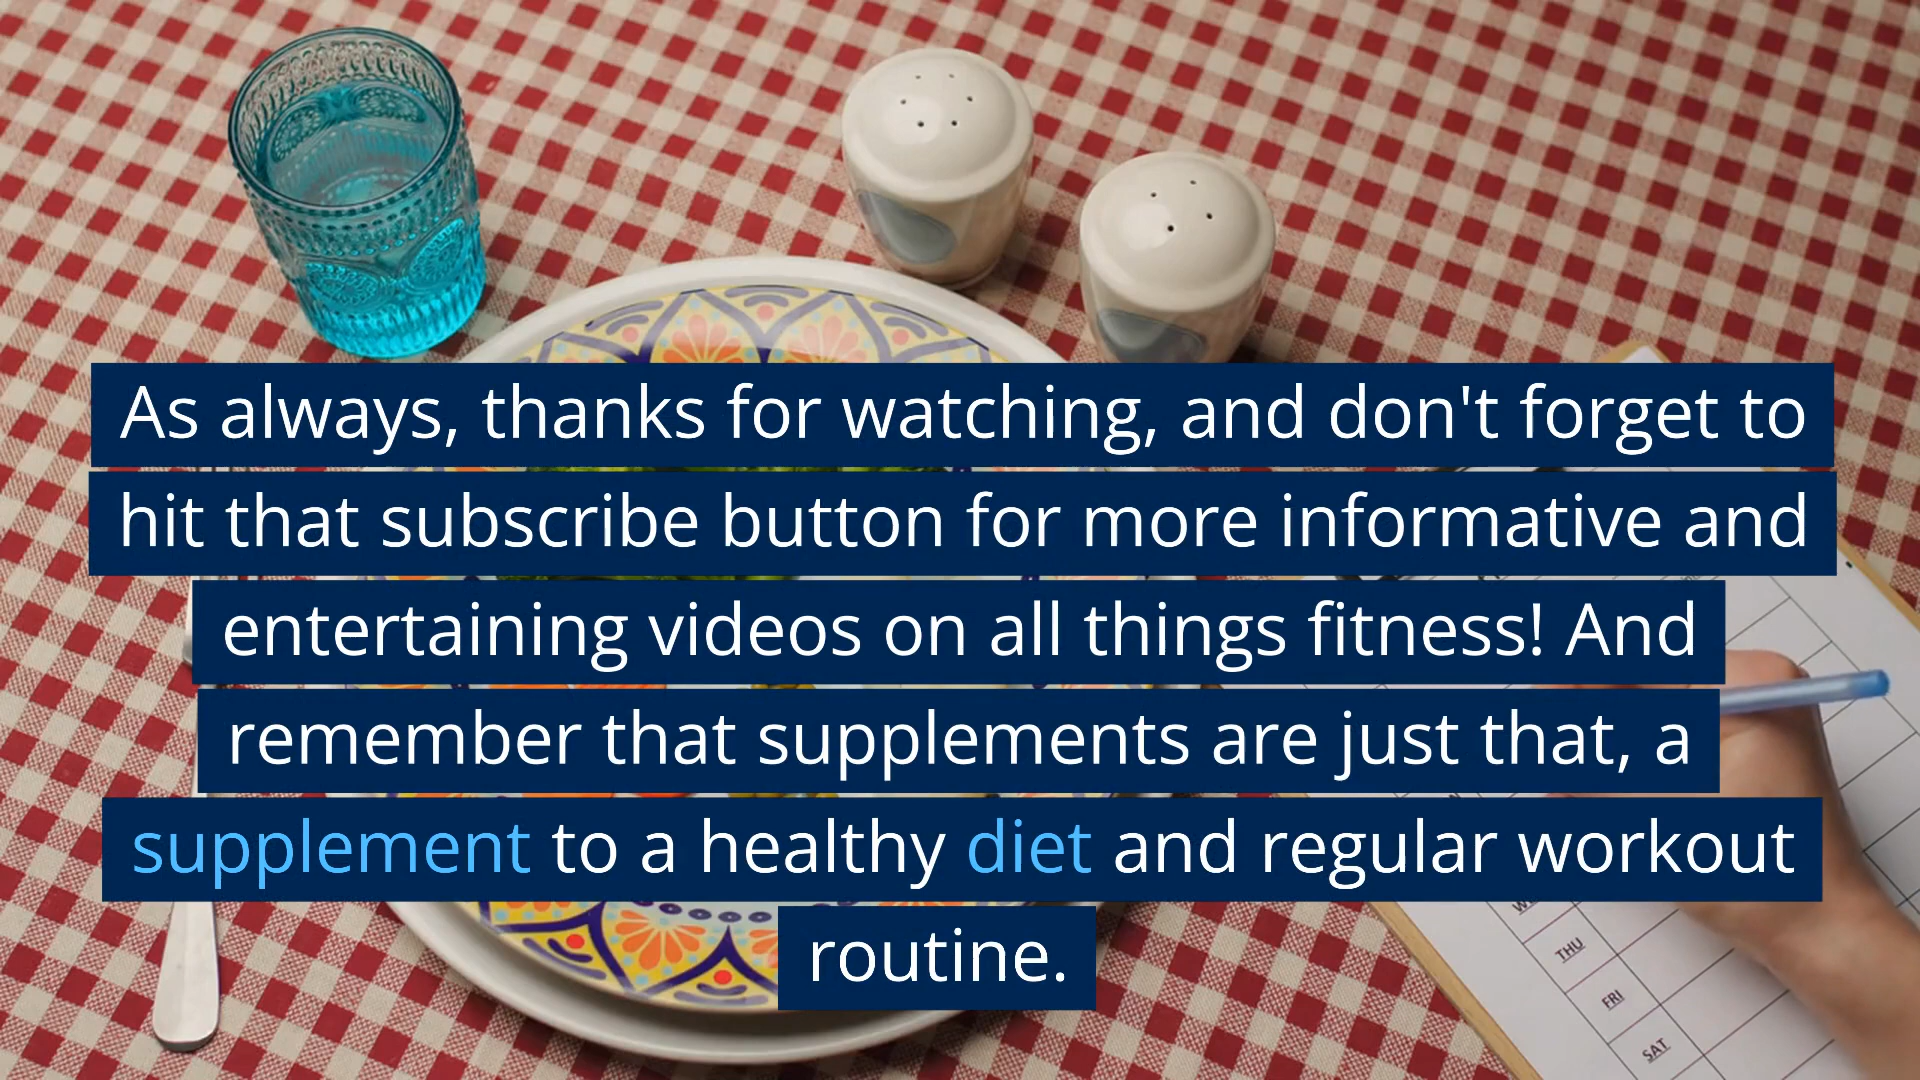 As always, thanks for watching, and don't forget to
hit that subscribe button for more informative and
entertaining videos on all things fitness! And
remember that supplements are just that, a
supplement to a healthy diet and regular workout
routine.
THU
FRI
SAT